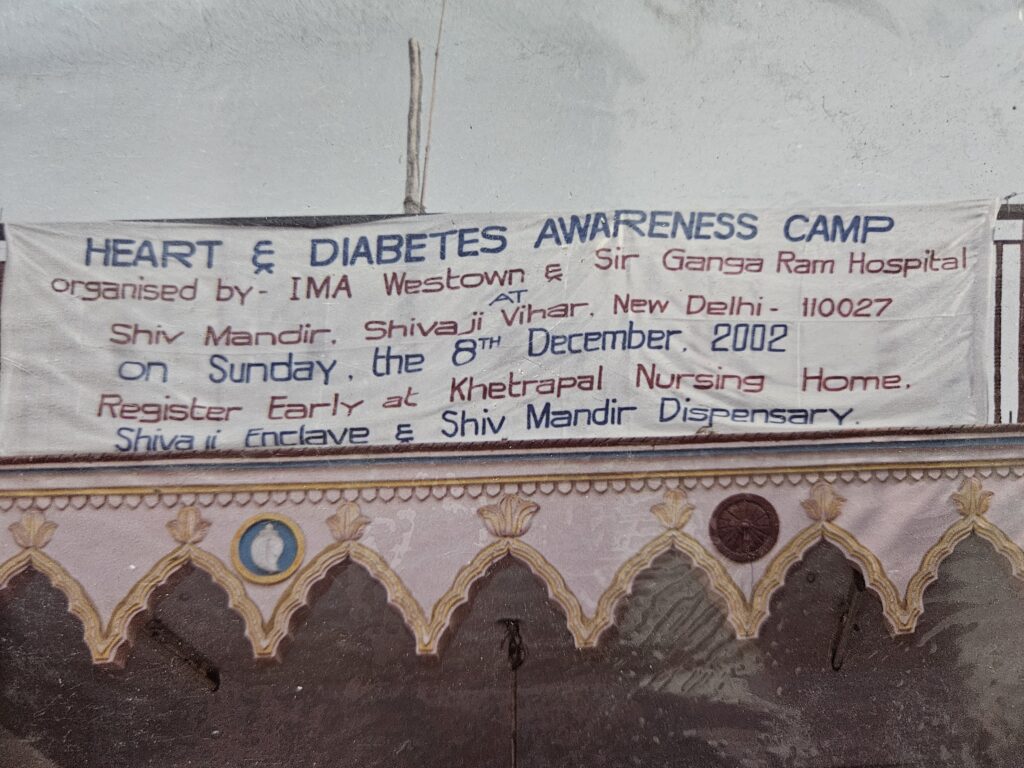 HEART & DIABETES AWARENESS CAMP
organised by - IMA Westown & Sir Ganga Ram Hospital
AT
Shiv Mandir, Shivaji Vihar, New Delhi - 110027
on Sunday, the 8TH December, 2002
Register Early at Khetrapal Nursing Home,
Shivaji Enclave & Shiv Mandir Dispensary.